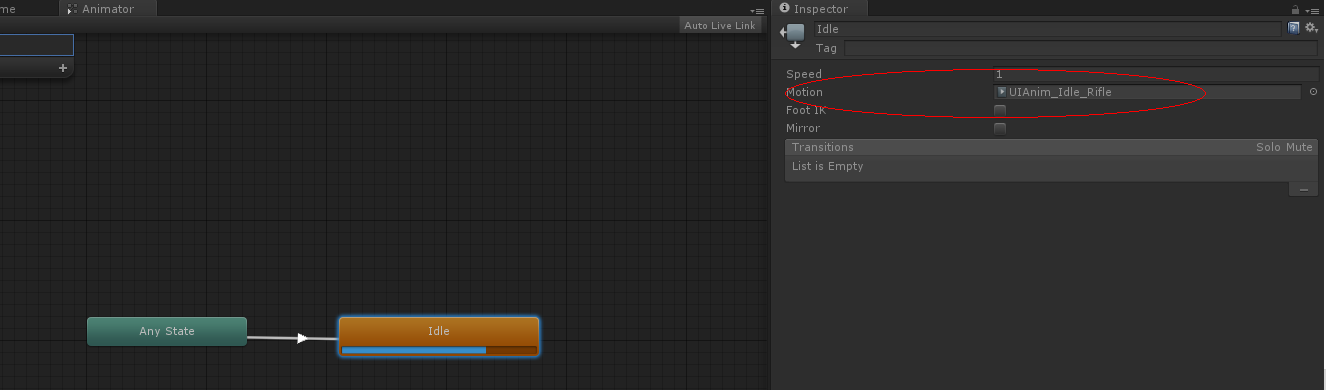 me
Animator
Auto Live Link
Any State
Idle
Inspector
Idle
Tag
Speed 1
Motion UIAnim_Idle_Rifle
Foot IK
Mirror
Transitions Solo Mute
List is Empty